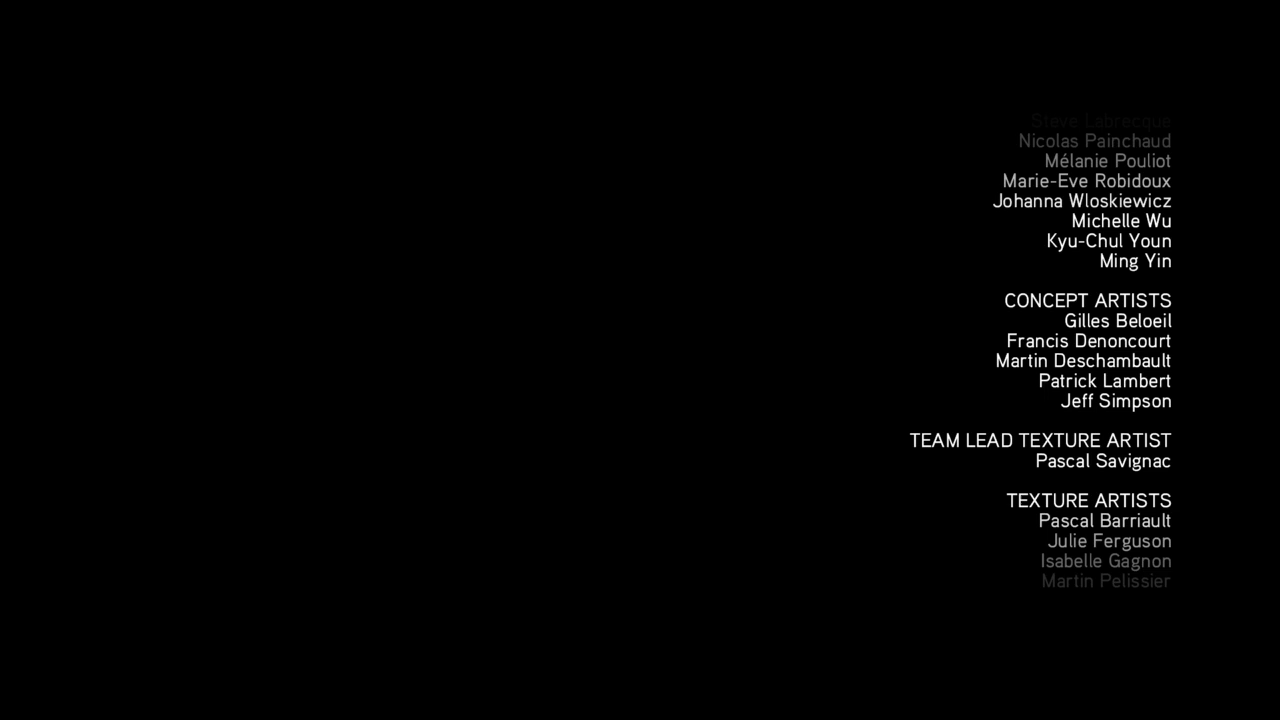 Steve Labrecque
Nicolas Painchaud
Mélanie Pouliot
Marie-Eve Robidoux
Johanna Wloskiewicz
Michelle Wu
Kyu-Chul Youn
Ming Yin
CONCEPT ARTISTS
Gilles Beloeil
Francis Denoncourt
Martin Deschambault
Patrick Lambert
Jeff Simpson
TEAM LEAD TEXTURE ARTIST
Pascal Savignac
TEXTURE ARTISTS
Pascal Barriault
Julie Ferguson
Isabelle Gagnon
Martin Pelissier